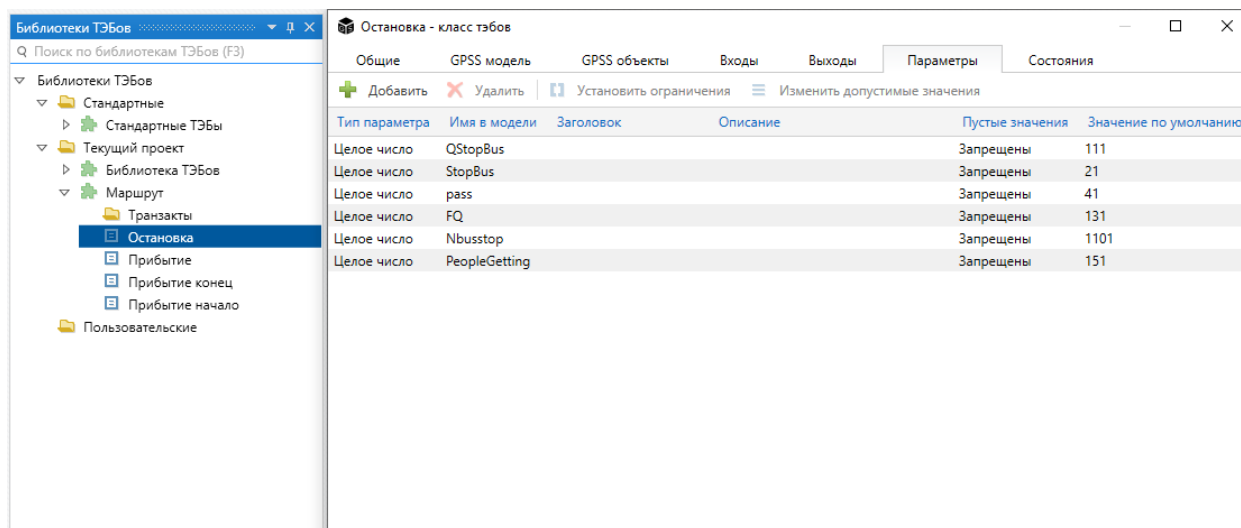 Библиотеки ТЭБов
Поиск по библиотекам ТЭБов (F3)
Библиотеки ТЭБов
Стандартные
Стандартные ТЭБы
Текущий проект
Библиотека ТЭБов
Маршрут
Транзакты
Остановка
Прибытие
Прибытие конец
Прибытие начало
Пользовательские
Остановка - класс тэбов
Общие GPSS модель GPSS объекты Входы Выходы Параметры Состояния
Добавить Удалить Установить ограничения Изменить допустимые значения
Тип параметра Имя в модели Заголовок Описание Пустые значения Значение по умолчанию
Целое число QStopBus Запрещены 111
Целое число StopBus Запрещены 21
Целое число pass Запрещены 41
Целое число FQ Запрещены 131
Целое число Nbusstop Запрещены 1101
Целое число PeopleGetting Запрещены 151